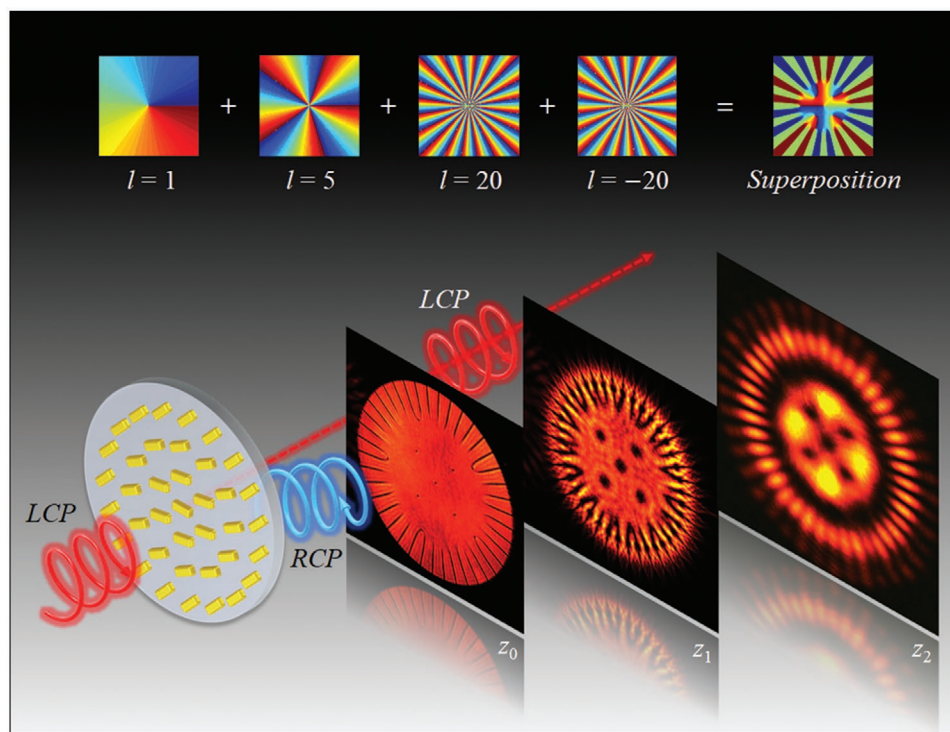 + + + =
l = 1 l = 5 l = 20 l = −20 Superposition
LCP
LCP
RCP
z₀
z₁
z₂